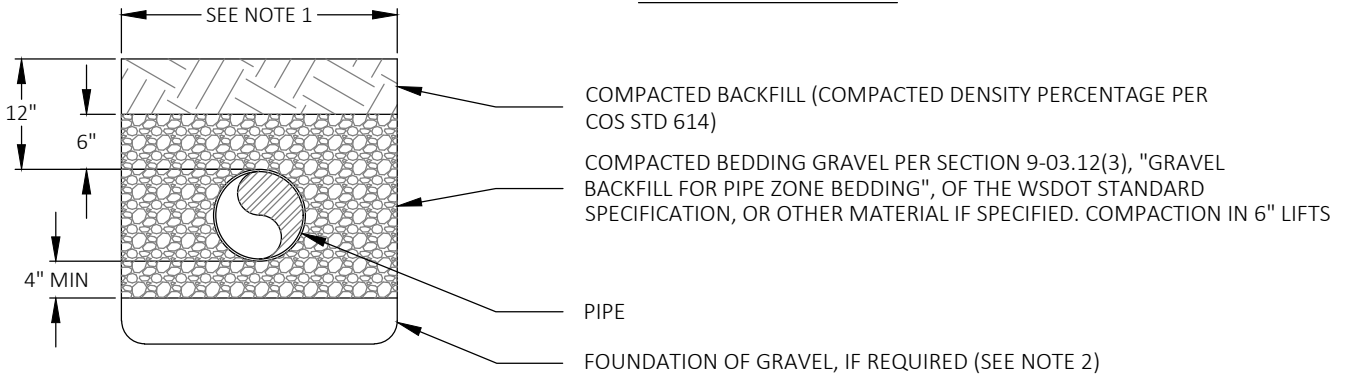 SEE NOTE 1
12"
6"
4" MIN
COMPACTED BACKFILL (COMPACTED DENSITY PERCENTAGE PER
COS STD 614)
COMPACTED BEDDING GRAVEL PER SECTION 9-03.12(3), "GRAVEL
BACKFILL FOR PIPE ZONE BEDDING", OF THE WSDOT STANDARD
SPECIFICATION, OR OTHER MATERIAL IF SPECIFIED. COMPACTION IN 6" LIFTS
PIPE
FOUNDATION OF GRAVEL, IF REQUIRED (SEE NOTE 2)